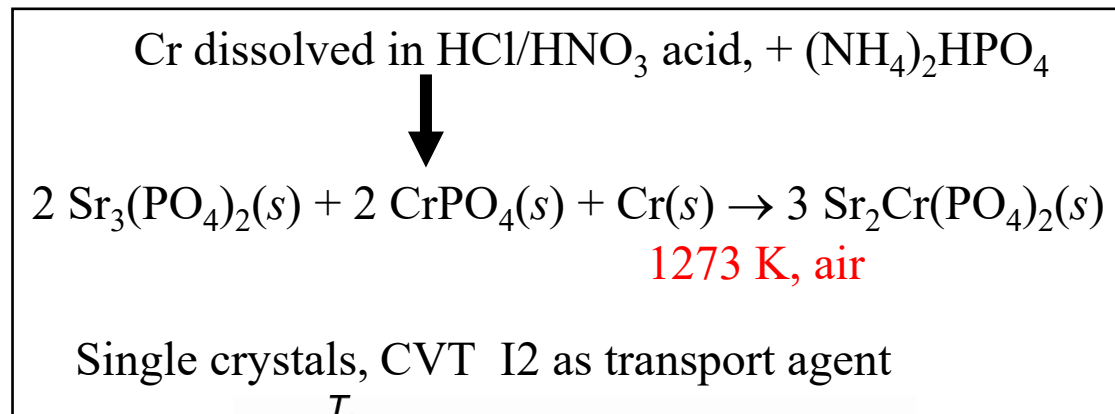 Cr dissolved in HCl/HNO₃ acid, + (NH₄)₂HPO₄
2 Sr₃(PO₄)₂(s) + 2 CrPO₄(s) + Cr(s) → 3 Sr₂Cr(PO₄)₂(s)
1273 K, air
Single crystals, CVT I2 as transport agent
T